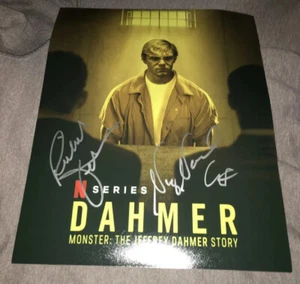 N SERIES
DAHMER
MONSTER: THE JEFFREY DAHMER STORY